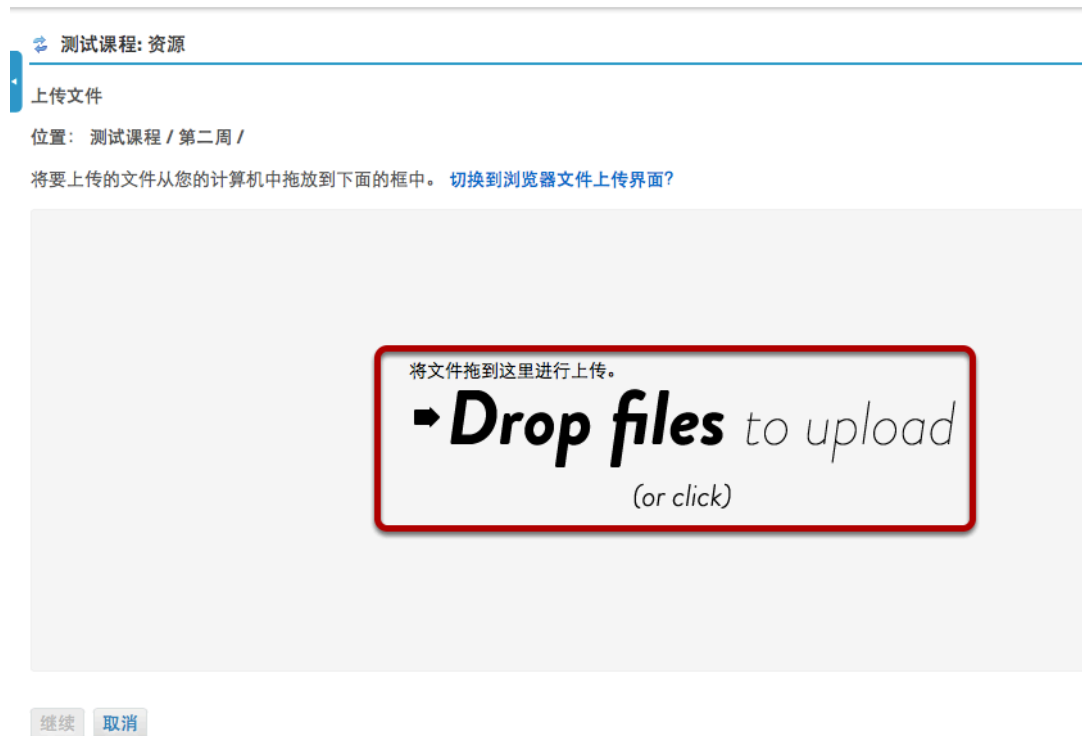 测试课程: 资源
上传文件
位置： 测试课程 / 第二周 /
将要上传的文件从您的计算机中拖放到下面的框中。 切换到浏览器文件上传界面?
将文件拖到这里进行上传。
Drop files to upload
(or click)
继续 取消